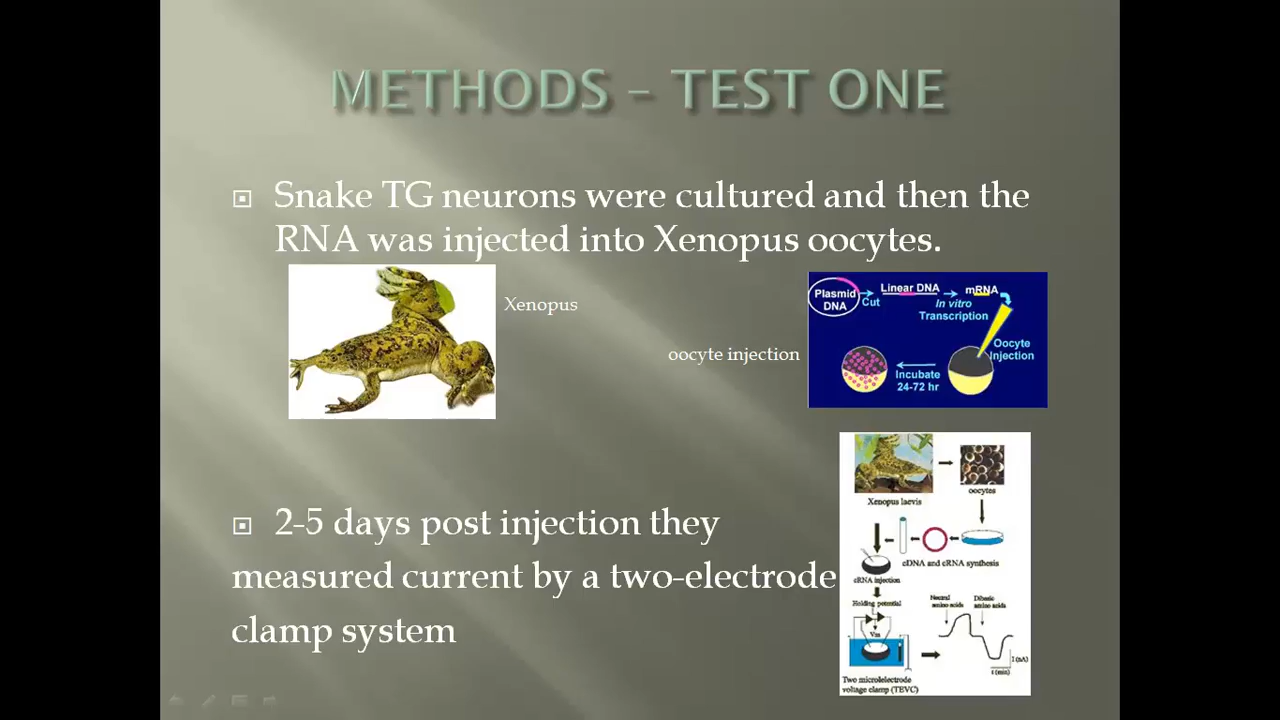 METHODS – TEST ONE
Snake TG neurons were cultured and then the
RNA was injected into Xenopus oocytes.
Xenopus
oocyte injection
Plasmid
DNA
Cut
Linear DNA
mRNA
In vitro
Transcription
Oocyte
Injection
Incubate
24-72 hr
2-5 days post injection they
measured current by a two-electrode
clamp system
Xenopus laevis
oocytes
cDNA and cRNA synthesis
cRNA injection
Holding potential
Vm
Neutral
amino acids
Dibasic
amino acids
I (nA)
t (min)
Two microelectrode
voltage clamp (TEVC)